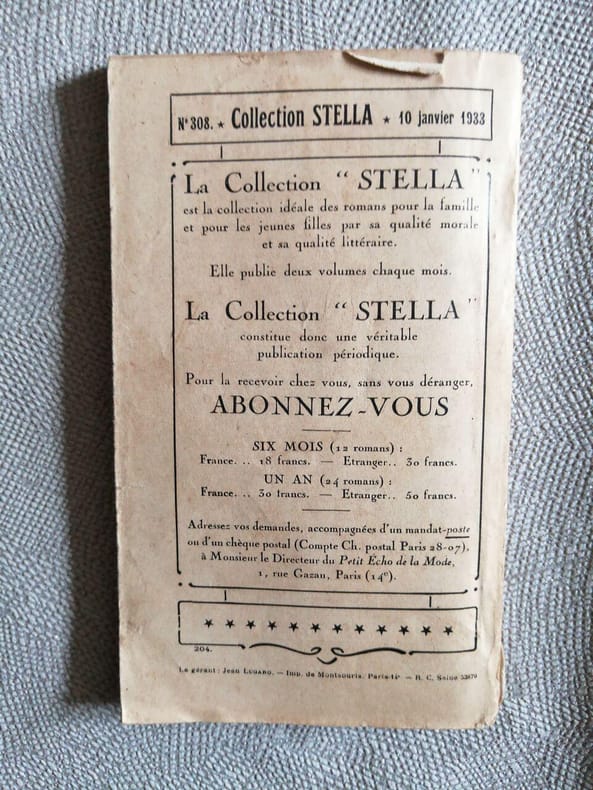 N° 308. ★ Collection STELLA ★ 10 janvier 1933
La Collection “ STELLA ”
est la collection idéale des romans pour la famille
et pour les jeunes filles par sa qualité morale
et sa qualité littéraire.
Elle publie deux volumes chaque mois.
La Collection “ STELLA ”
constitue donc une véritable
publication périodique.
Pour la recevoir chez vous, sans vous déranger,
ABONNEZ-VOUS
SIX MOIS (12 romans) :
France. .. 18 francs. — Etranger.. 30 francs.
UN AN (24 romans) :
France. .. 30 francs. — Etranger.. 50 francs.
Adressez vos demandes, accompagnées d'un mandat-poste
ou d'un chèque postal (Compte Ch. postal Paris 28-07),
à Monsieur le Directeur du Petit Écho de la Mode,
1, rue Gazan, Paris (14e).
204.
Le gérant : Jean LUGARO. — Imp. de Montsouris. Paris-14e — R. C. Seine 53879